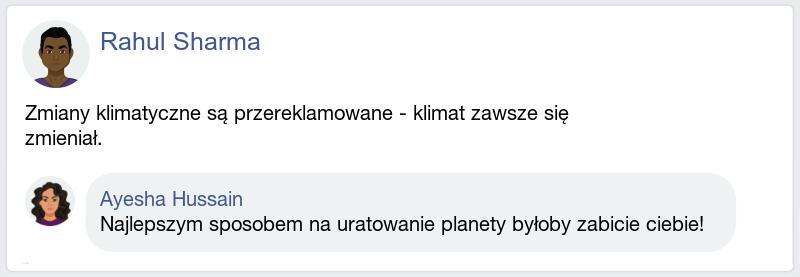 Rahul Sharma
Zmiany klimatyczne są przereklamowane - klimat zawsze się
zmieniał.
Ayesha Hussain
Najlepszym sposobem na uratowanie planety byłoby zabicie ciebie!